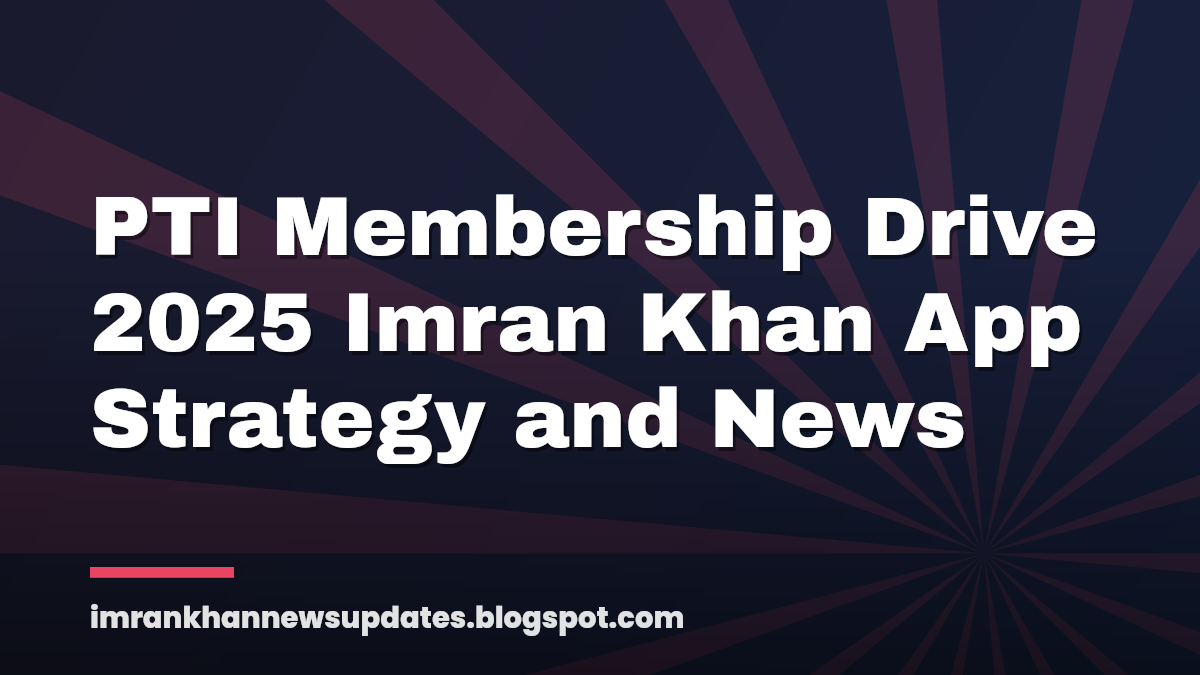 PTI Membership Drive
2025 Imran Khan App
Strategy and News
imrankhannewsupdates.blogspot.com